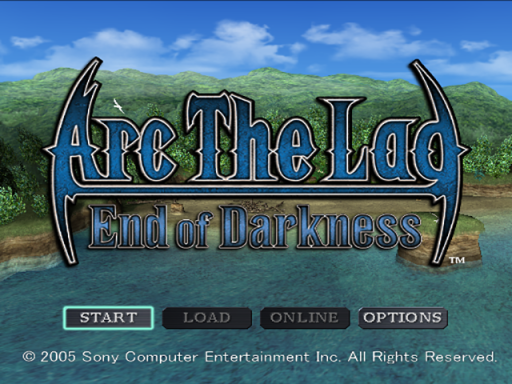 Arc The Lad
End of Darkness
TM
START LOAD ONLINE OPTIONS
© 2005 Sony Computer Entertainment Inc. All Rights Reserved.